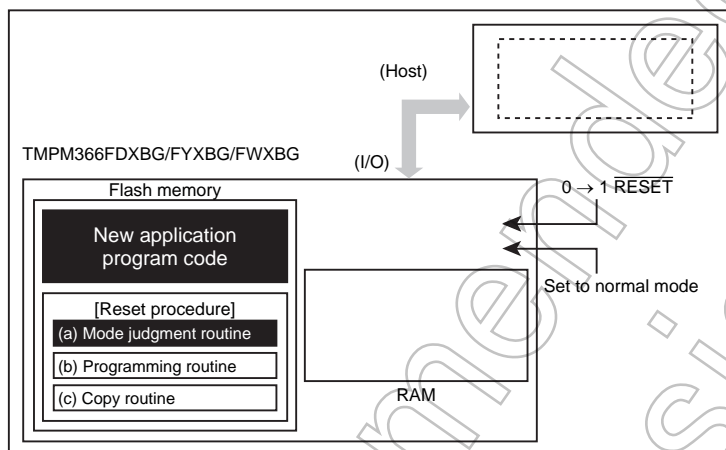 (Host)
TMPM366FDXBG/FYXBG/FWXBG
(I/O)
Flash memory
0 → 1 RESET
New application
program code
Set to normal mode
[Reset procedure]
(a) Mode judgment routine
(b) Programming routine
(c) Copy routine
RAM